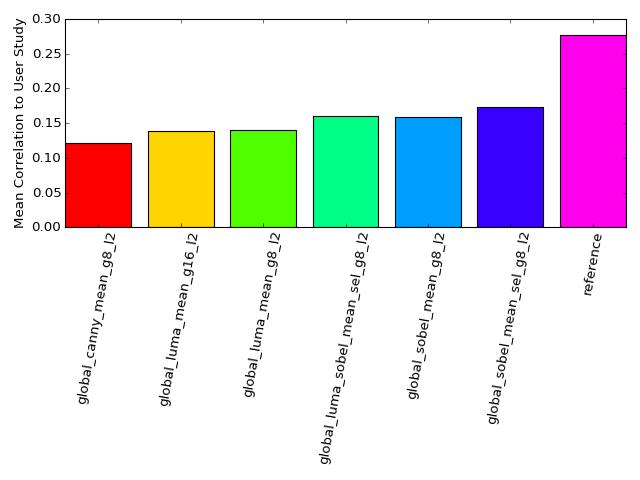 Mean Correlation to User Study
0.30
0.25
0.20
0.15
0.10
0.05
0.00
global_canny_mean_g8_l2
global_luma_mean_g16_l2
global_luma_mean_g8_l2
global_luma_sobel_mean_sel_g8_l2
global_sobel_mean_g8_l2
global_sobel_mean_sel_g8_l2
reference